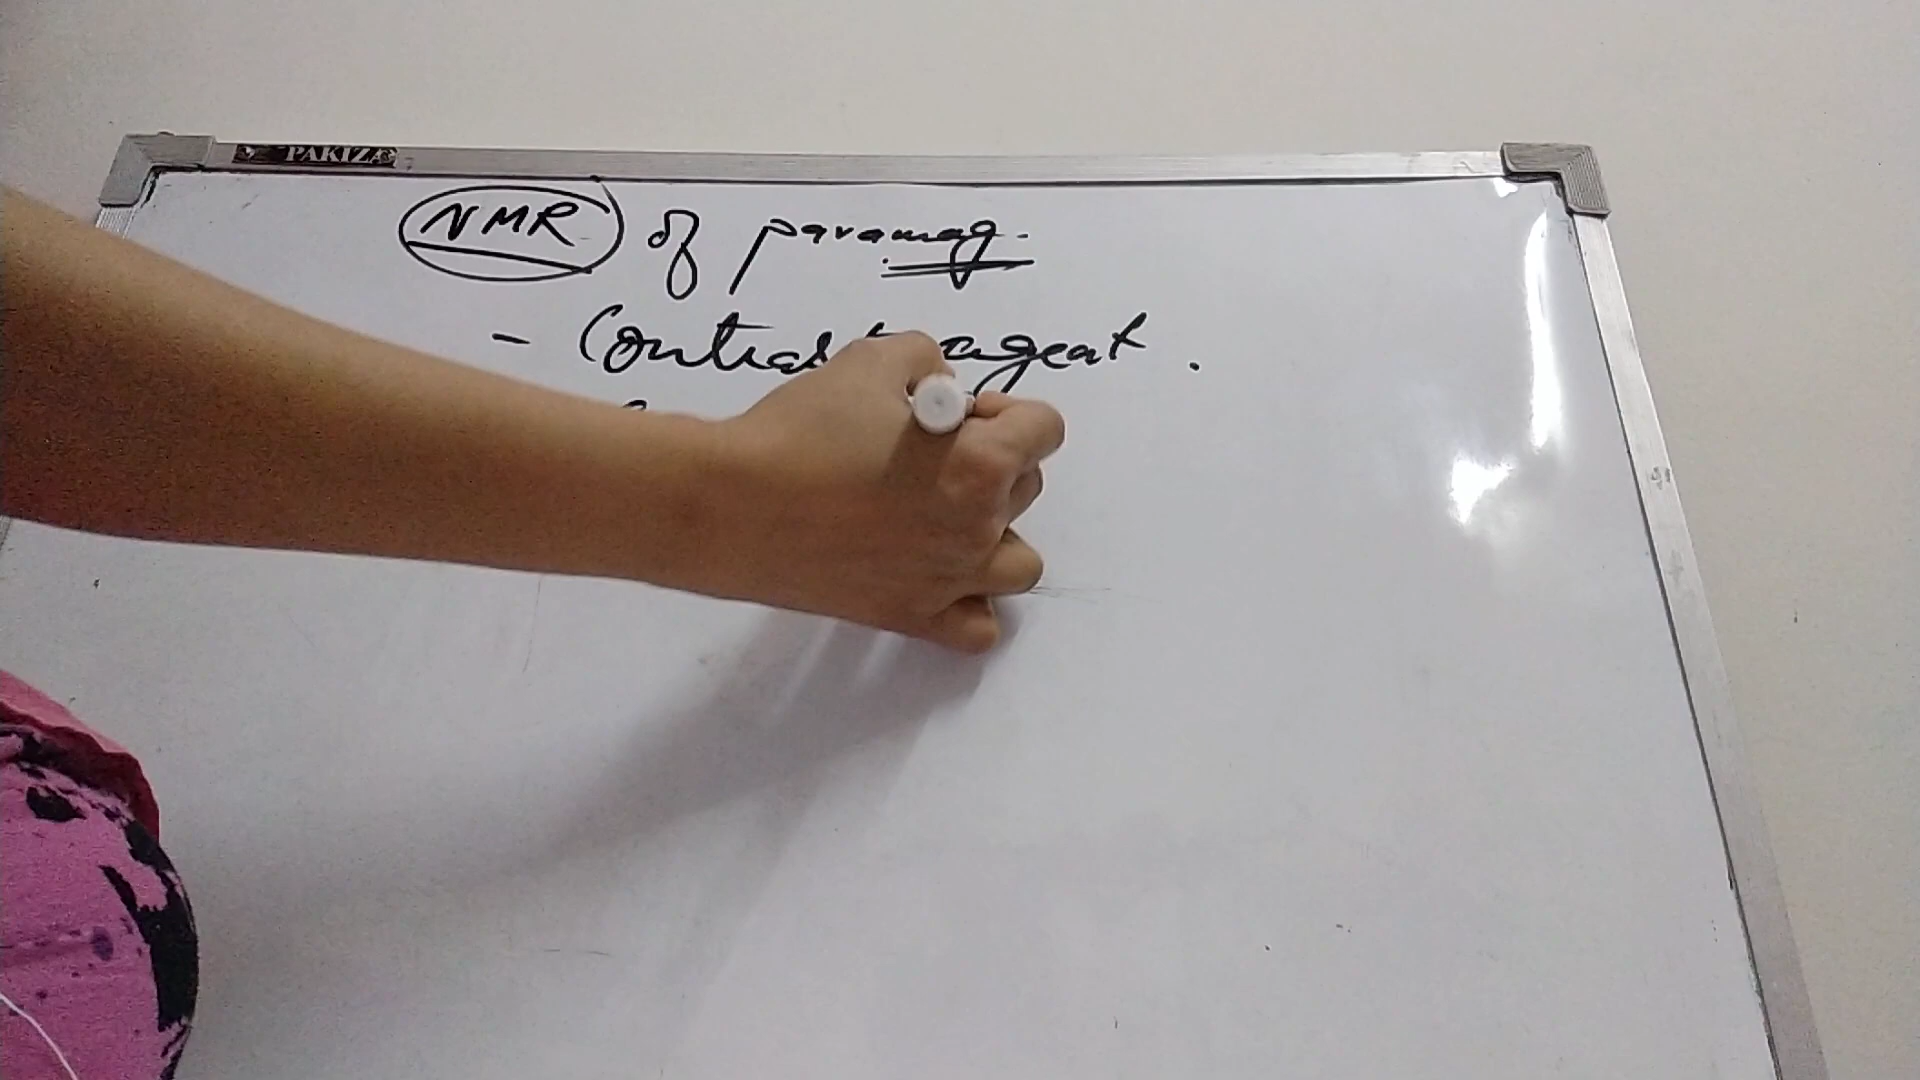 PAKIZA
NMR of paramag.
- Contrast agent .